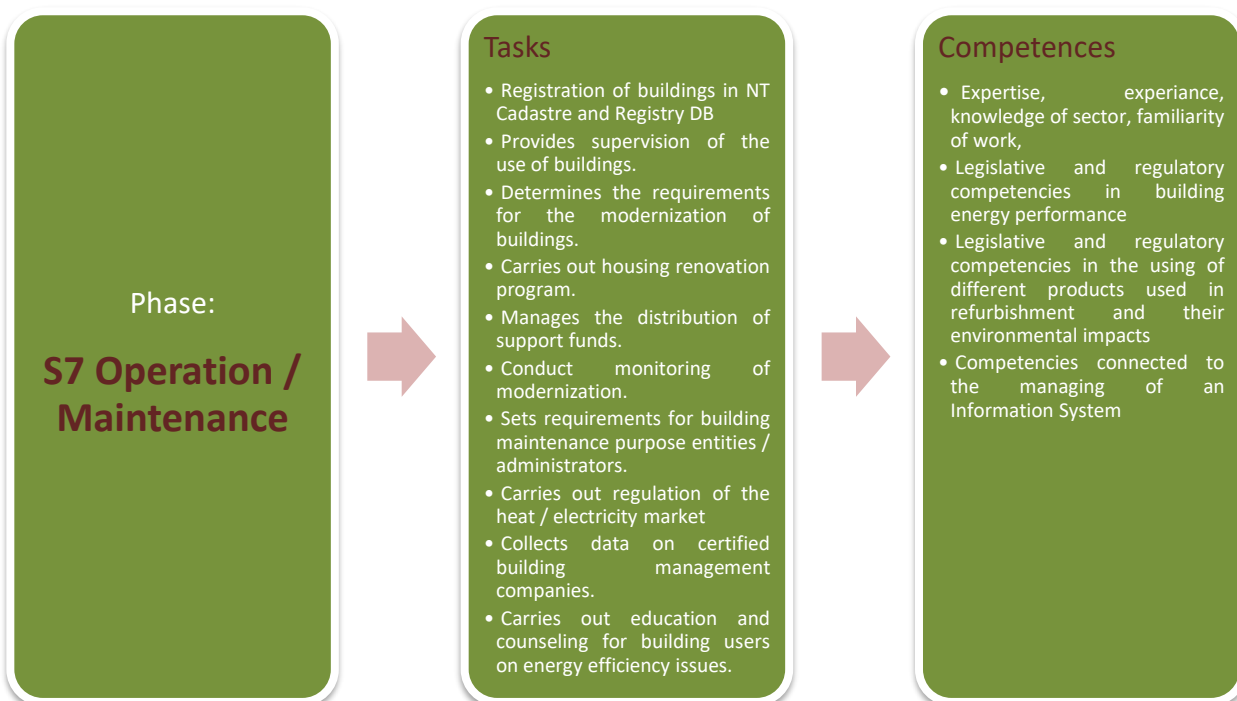 Phase:
S7 Operation /
Maintenance
Tasks
• Registration of buildings in NT
Cadastre and Registry DB
• Provides supervision of the
use of buildings.
• Determines the requirements
for the modernization of
buildings.
• Carries out housing renovation
program.
• Manages the distribution of
support funds.
• Conduct monitoring of
modernization.
• Sets requirements for building
maintenance purpose entities /
administrators.
• Carries out regulation of the
heat / electricity market
• Collects data on certified
building management
companies.
• Carries out education and
counseling for building users
on energy efficiency issues.
Competences
• Expertise, experiance,
knowledge of sector, familiarity
of work,
• Legislative and regulatory
competencies in building
energy performance
• Legislative and regulatory
competencies in the using of
different products used in
refurbishment and their
environmental impacts
• Competencies connected to
the managing of an
Information System